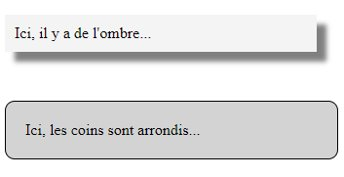 Ici, il y a de l'ombre...
Ici, les coins sont arrondis...